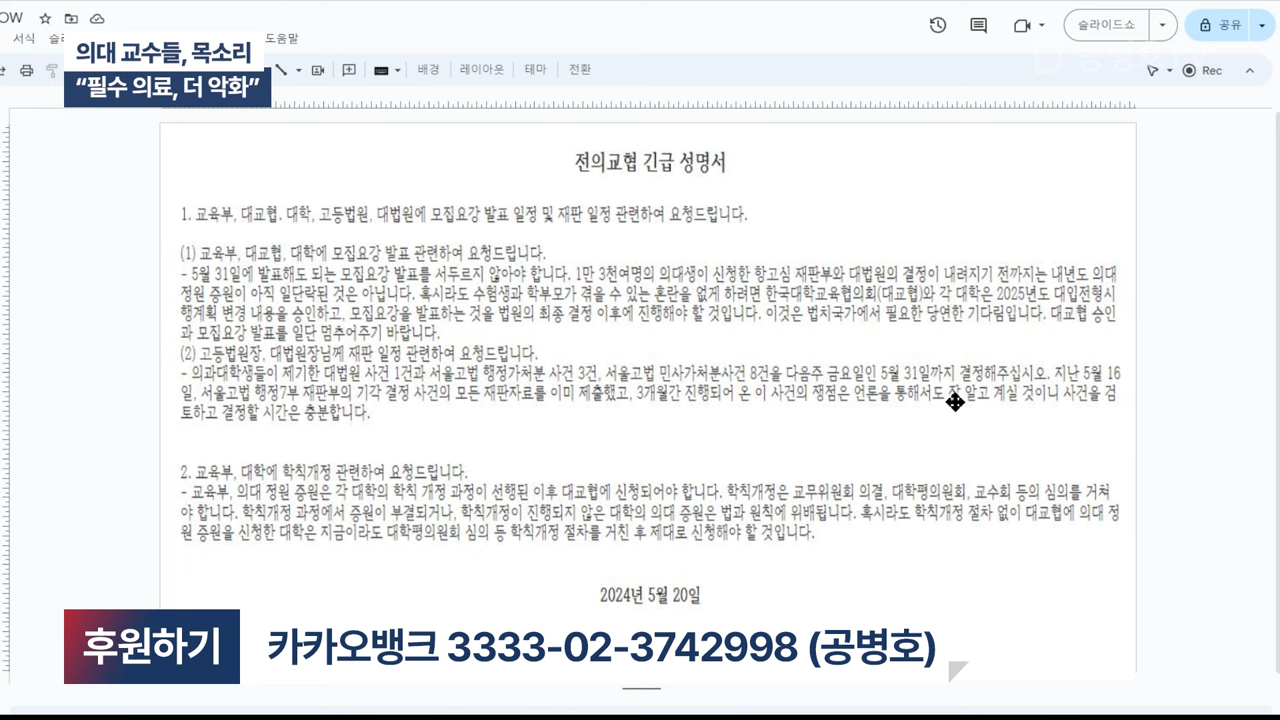 OW
서식
도움말
슬라이드쇼
공유
의대 교수들, 목소리
“필수 의료, 더 악화”
배경
레이아웃
테마
전환
Rec
전의교협 긴급 성명서
1. 교육부, 대교협. 대학, 고등법원, 대법원에 모집요강 발표 일정 및 재판 일정 관련하여 요청드립니다.
(1) 교육부, 대교협, 대학에 모집요강 발표 관련하여 요청드립니다.
- 5월 31일에 발표해도 되는 모집요강 발표를 서두르지 않아야 합니다. 1만 3천여명의 의대생이 신청한 항고심 재판부와 대법원의 결정이 내려지기 전까지는 내년도 의대
정원 증원이 아직 일단락된 것은 아닙니다. 혹시라도 수험생과 학부모가 겪을 수 있는 혼란을 없게 하려면 한국대학교육협의회(대교협)와 각 대학은 2025년도 대입전형시
행계획 변경 내용을 승인하고, 모집요강을 발표하는 것을 법원의 최종 결정 이후에 진행해야 할 것입니다. 이것은 법치국가에서 필요한 당연한 기다림입니다. 대교협 승인
과 모집요강 발표를 일단 멈추어주기 바랍니다.
(2) 고등법원장, 대법원장님께 재판 일정 관련하여 요청드립니다.
- 의과대학생들이 제기한 대법원 사건 1건과 서울고법 행정가처분 사건 3건, 서울고법 민사가처분사건 8건을 다음주 금요일인 5월 31일까지 결정해주십시오. 지난 5월 16
일, 서울고법 행정7부 재판부의 기각 결정 사건의 모든 재판자료를 이미 제출했고, 3개월간 진행되어 온 이 사건의 쟁점은 언론을 통해서도 잘 알고 계실 것이니 사건을 검
토하고 결정할 시간은 충분합니다.
2. 교육부, 대학에 학칙개정 관련하여 요청드립니다.
- 교육부, 의대 정원 증원은 각 대학의 학칙 개정 과정이 선행된 이후 대교협에 신청되어야 합니다. 학칙개정은 교무위원회 의결, 대학평의원회, 교수회 등의 심의를 거쳐
야 합니다. 학칙개정 과정에서 증원이 부결되거나, 학칙개정이 진행되지 않은 대학의 의대 증원은 법과 원칙에 위배됩니다. 혹시라도 학칙개정 절차 없이 대교협에 의대 정
원 증원을 신청한 대학은 지금이라도 대학평의원회 심의 등 학칙개정 절차를 거친 후 제대로 신청해야 할 것입니다.
2024년 5월 20일
후원하기
카카오뱅크 3333-02-3742998 (공병호)